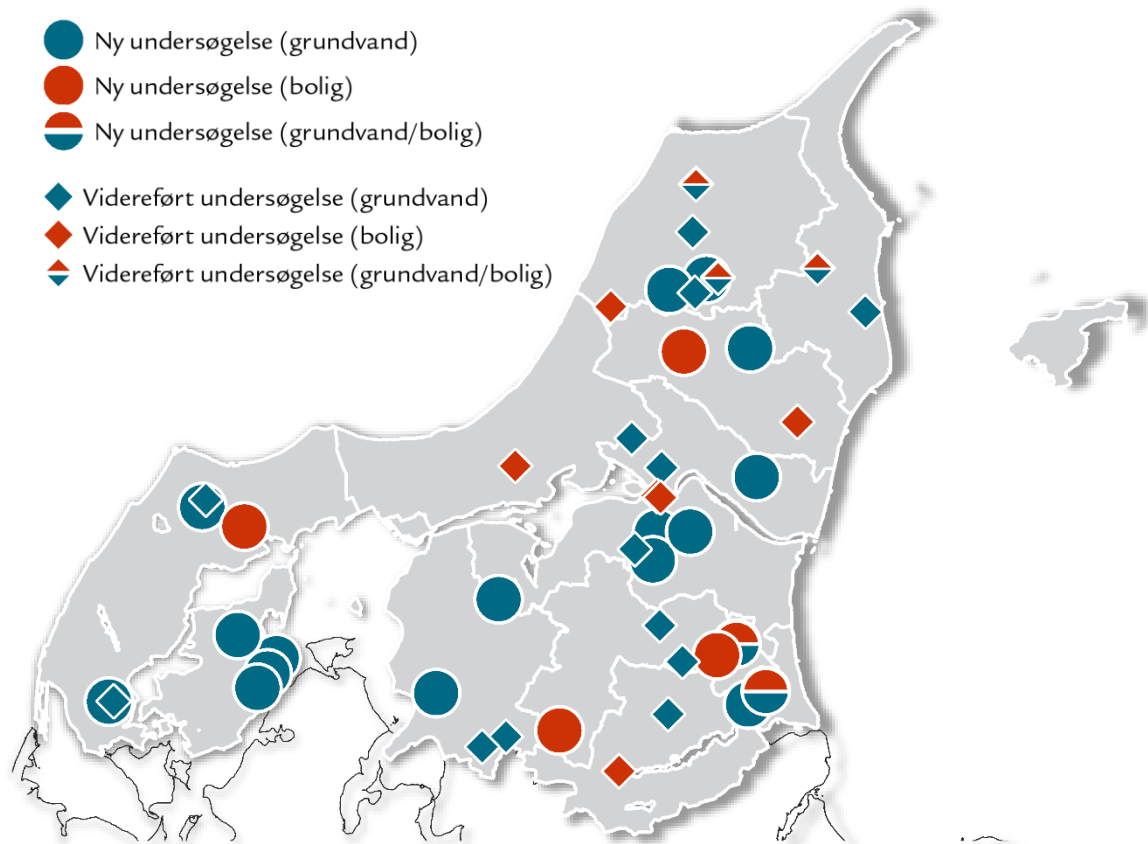 Ny undersøgelse (grundvand)
Ny undersøgelse (bolig)
Ny undersøgelse (grundvand/bolig)
Videreført undersøgelse (grundvand)
Videreført undersøgelse (bolig)
Videreført undersøgelse (grundvand/bolig)